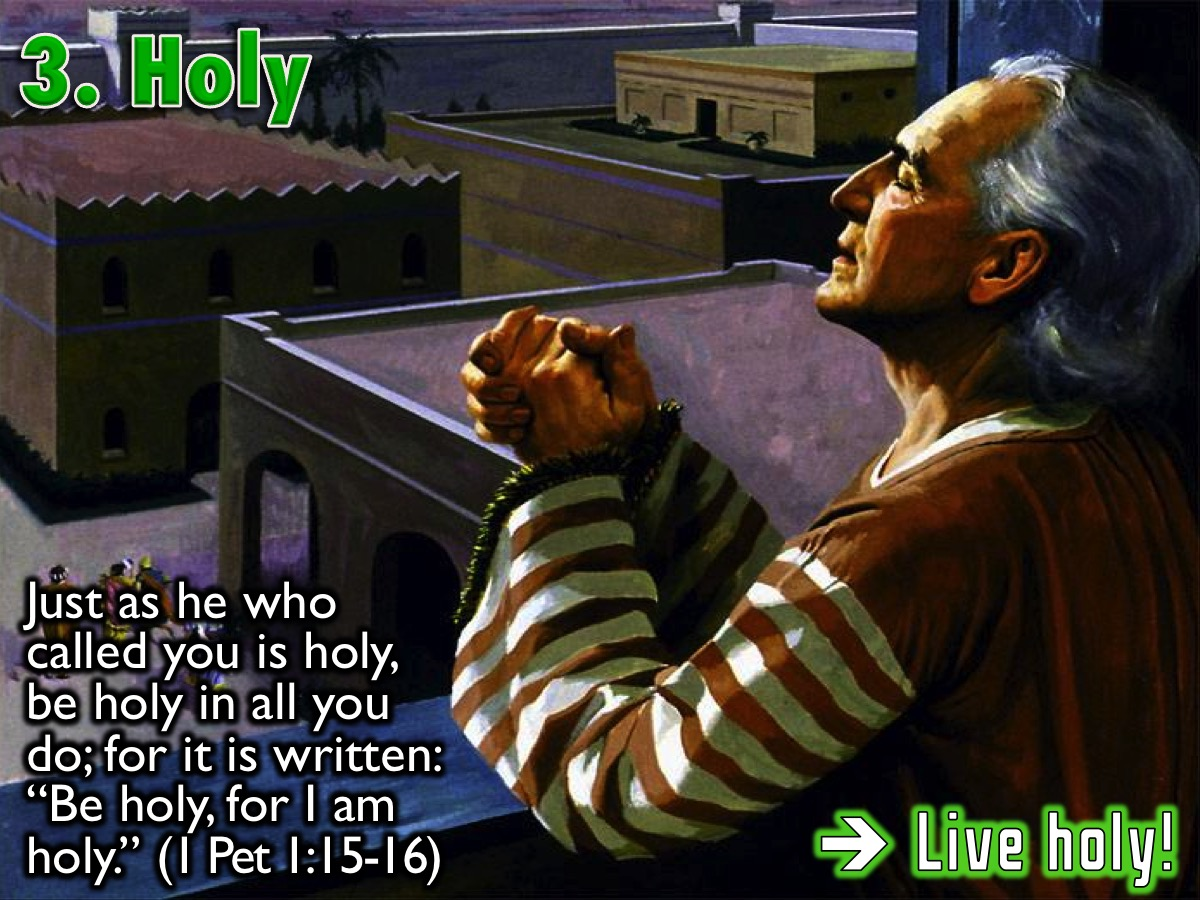 3. Holy
Just as he who
called you is holy,
be holy in all you
do; for it is written:
“Be holy, for I am
holy.” (1 Pet 1:15-16)
Live holy!